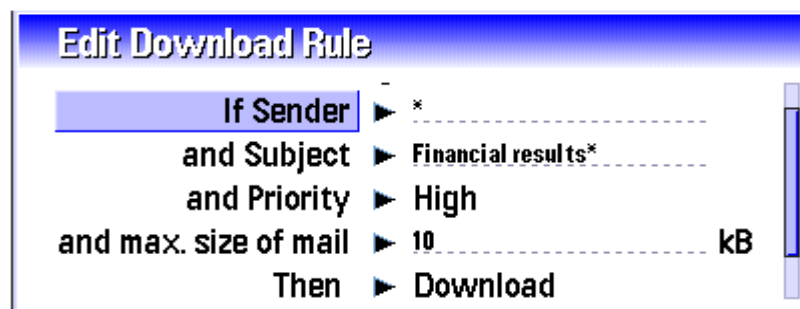 Edit Download Rule
If Sender *
and Subject Financial results*
and Priority High
and max. size of mail 10 kB
Then Download